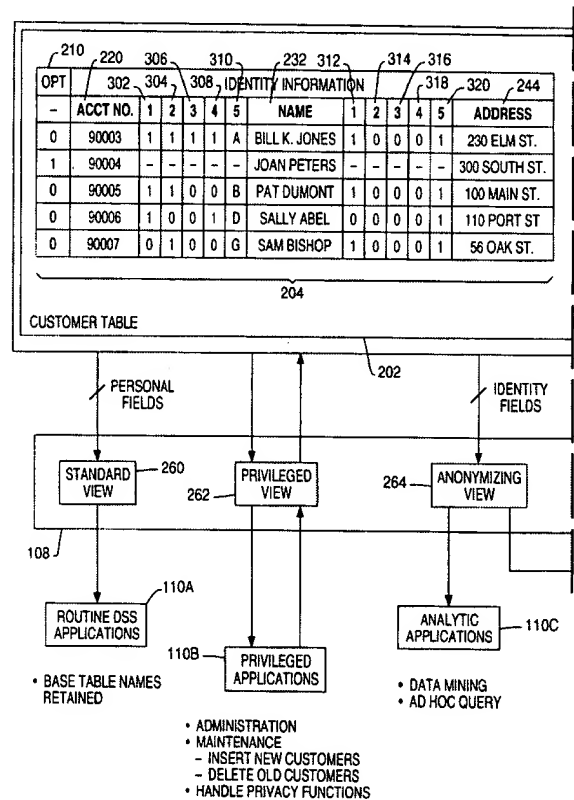 210 220 306 310 232 312 314 316 244
302 304 308 318 320
OPT IDENTITY INFORMATION
– ACCT NO. 1 2 3 4 5 NAME 1 2 3 4 5 ADDRESS
0 90003 1 1 1 1 A BILL K. JONES 1 0 0 0 1 230 ELM ST.
1 90004 – – – – – JOAN PETERS – – – – – 300 SOUTH ST.
0 90005 1 1 0 0 B PAT DUMONT 1 0 0 0 1 100 MAIN ST.
0 90006 1 0 0 1 D SALLY ABEL 0 0 0 0 1 110 PORT ST
0 90007 0 1 0 0 G SAM BISHOP 1 0 0 0 1 56 OAK ST.
204
CUSTOMER TABLE
202
PERSONAL
FIELDS
IDENTITY
FIELDS
STANDARD
VIEW
260
PRIVILEGED
VIEW
262
ANONYMIZING
VIEW
264
108
ROUTINE DSS
APPLICATIONS
110A
• BASE TABLE NAMES
RETAINED
110B
PRIVILEGED
APPLICATIONS
ANALYTIC
APPLICATIONS
110C
• DATA MINING
• AD HOC QUERY
• ADMINISTRATION
• MAINTENANCE
– INSERT NEW CUSTOMERS
– DELETE OLD CUSTOMERS
• HANDLE PRIVACY FUNCTIONS